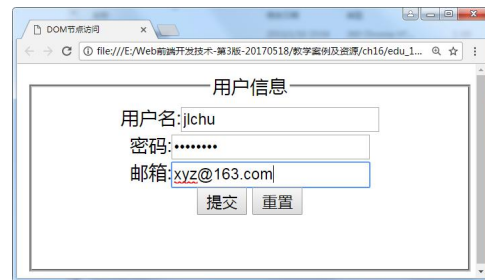 DOM节点访问
file:///E:/Web前端开发技术-第3版-20170518/教学案例及资源/ch16/edu_1...
用户信息
用户名:jlchu
密码:••••••••
邮箱:xyz@163.com
提交 重置